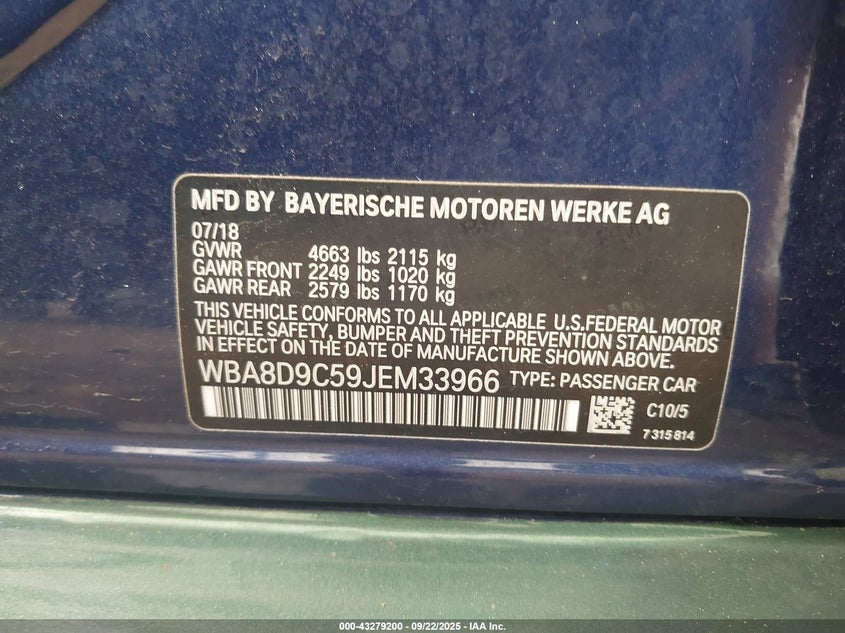 MFD BY BAYERISCHE MOTOREN WERKE AG
07/18
GVWR 4663 lbs 2115 kg
GAWR FRONT 2249 lbs 1020 kg
GAWR REAR 2579 lbs 1170 kg
THIS VEHICLE CONFORMS TO ALL APPLICABLE U.S.FEDERAL MOTOR
VEHICLE SAFETY, BUMPER AND THEFT PREVENTION STANDARDS
IN EFFECT ON THE DATE OF MANUFACTURE SHOWN ABOVE.
WBA8D9C59JEM33966 TYPE: PASSENGER CAR
C10/5
7 315 814
000-43279200 - 09/22/2025 - IAA Inc.